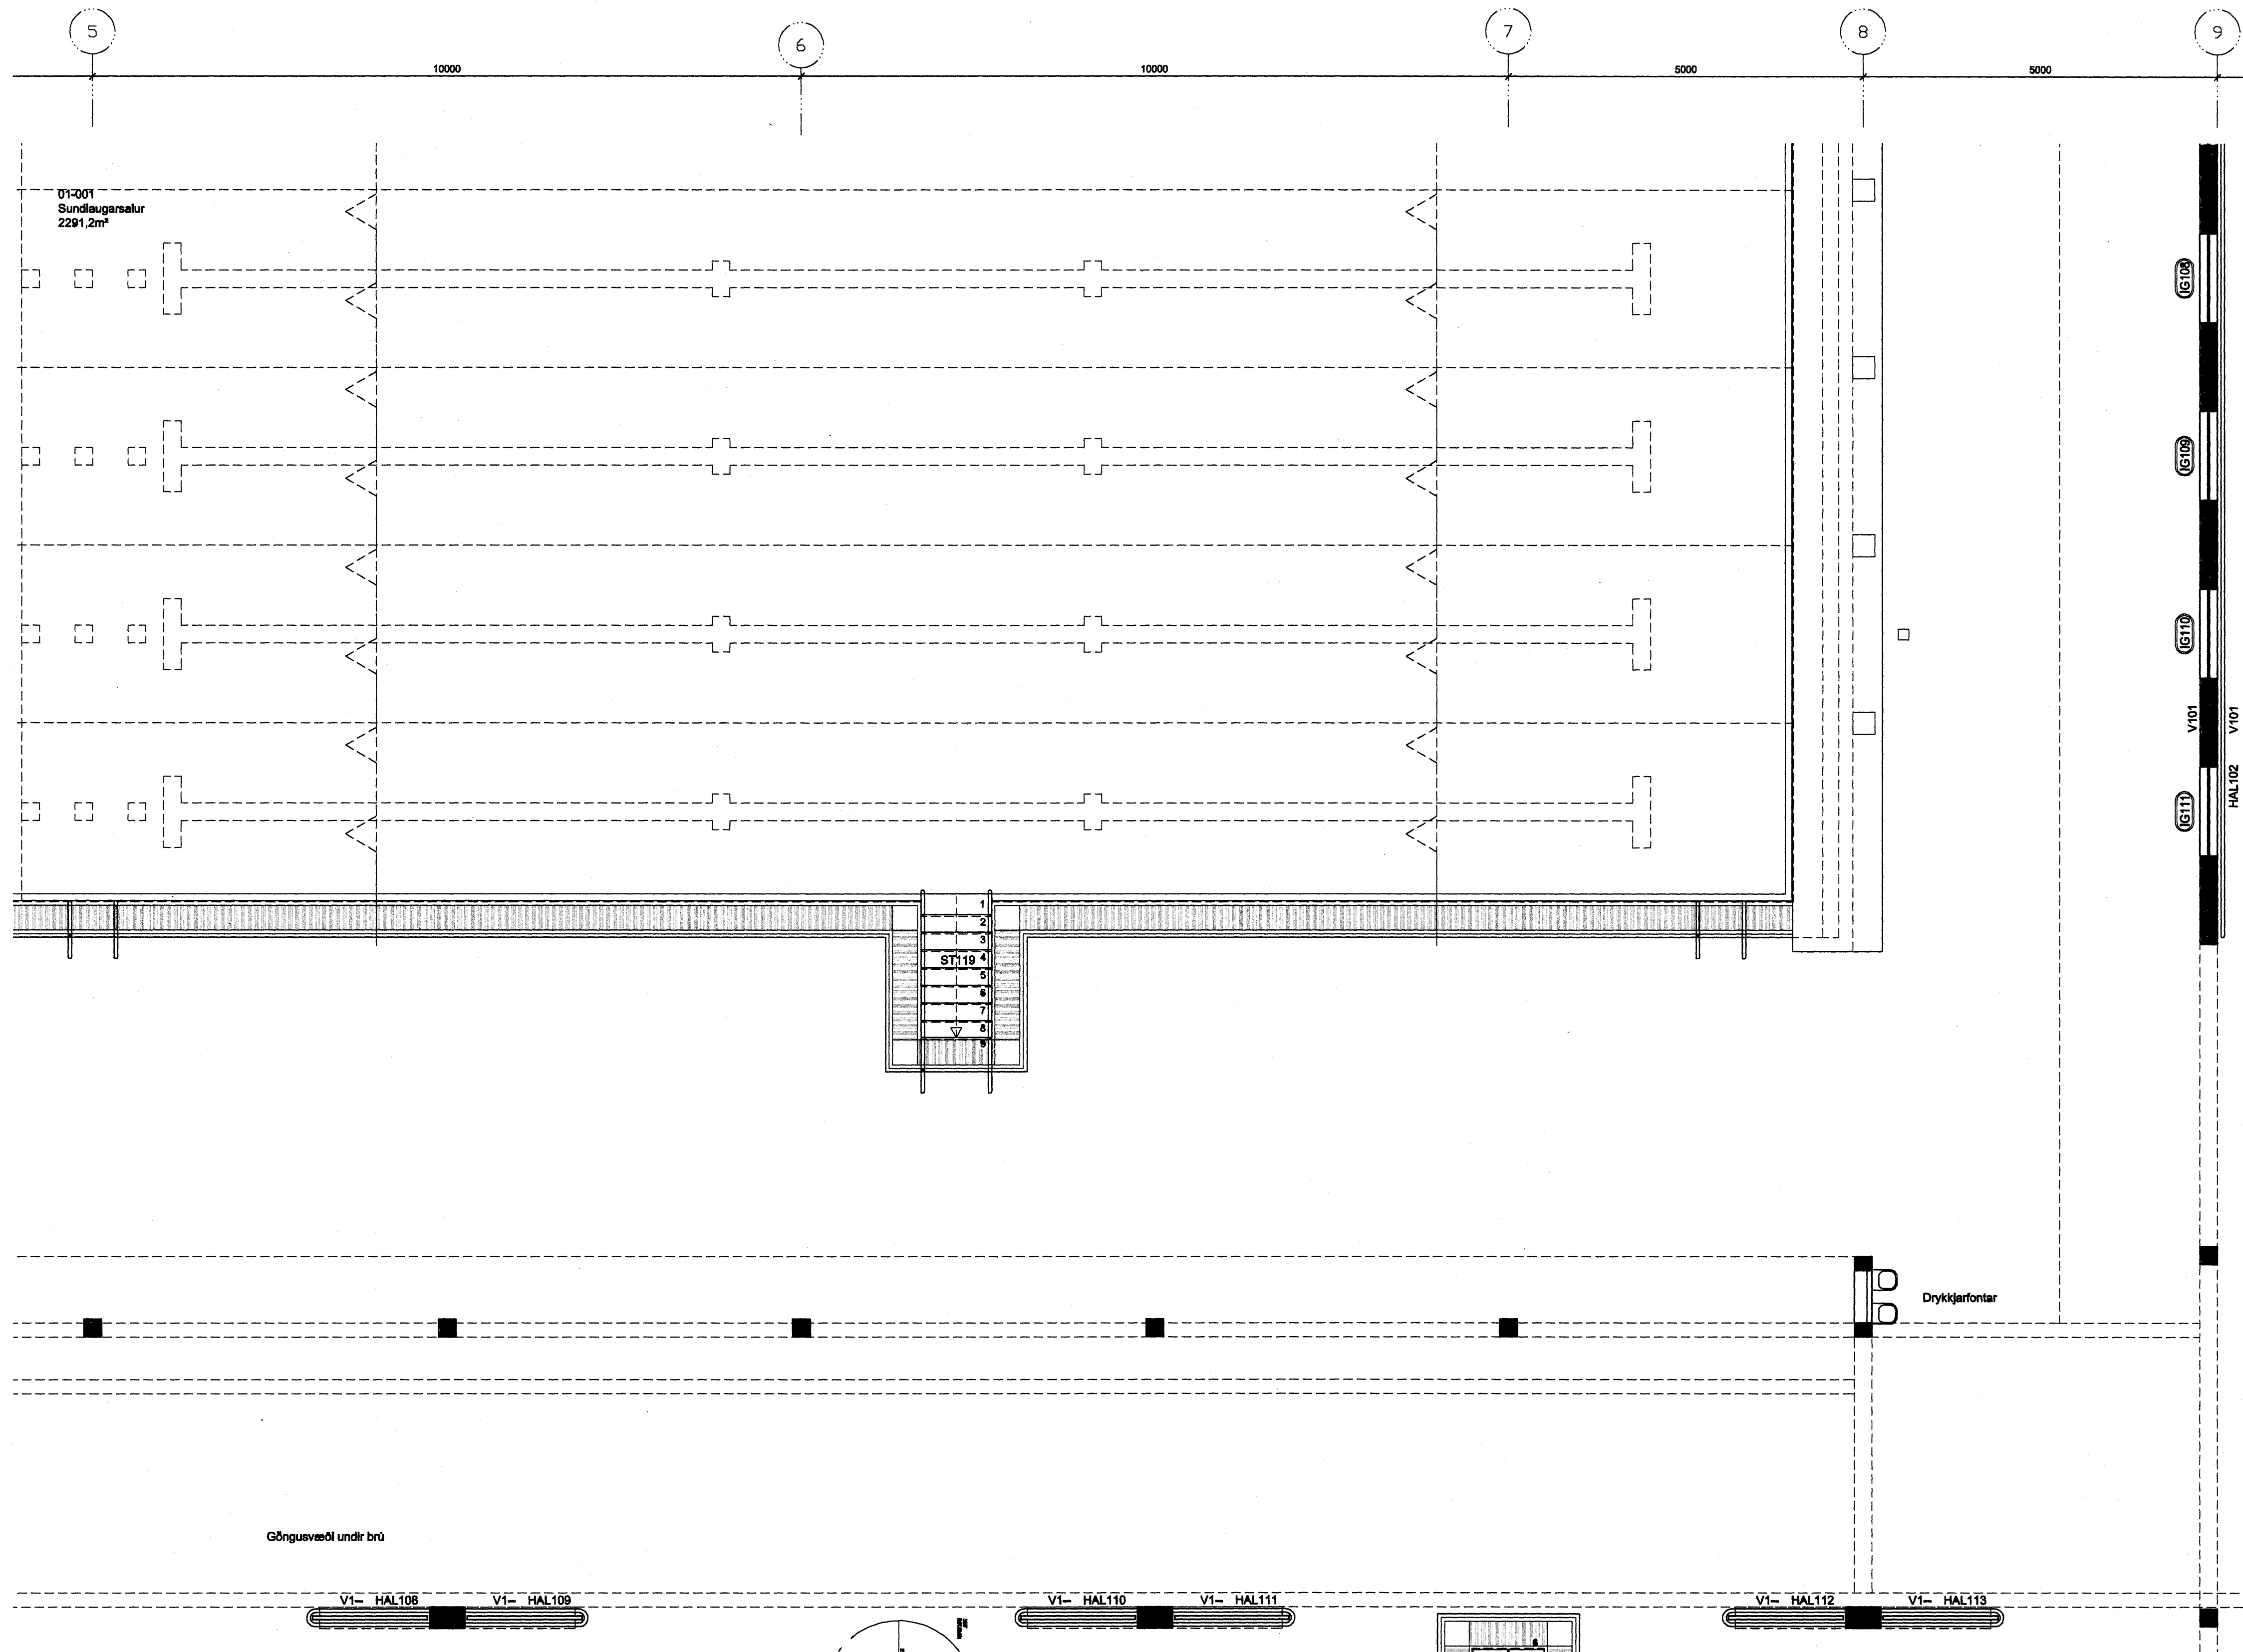 5
6
7
8
9
10000
10000
5000
5000
01-001
Sundlaugarsalur
2291,2m²
IG108
IG109
IG110
V101
V101
HAL102
IG111
1
2
3
ST119 4
5
6
7
8
9
Drykkjarfontar
Göngusvæði undir brú
V1– HAL108
V1– HAL109
V1– HAL110
V1– HAL111
V1– HAL112
V1– HAL113